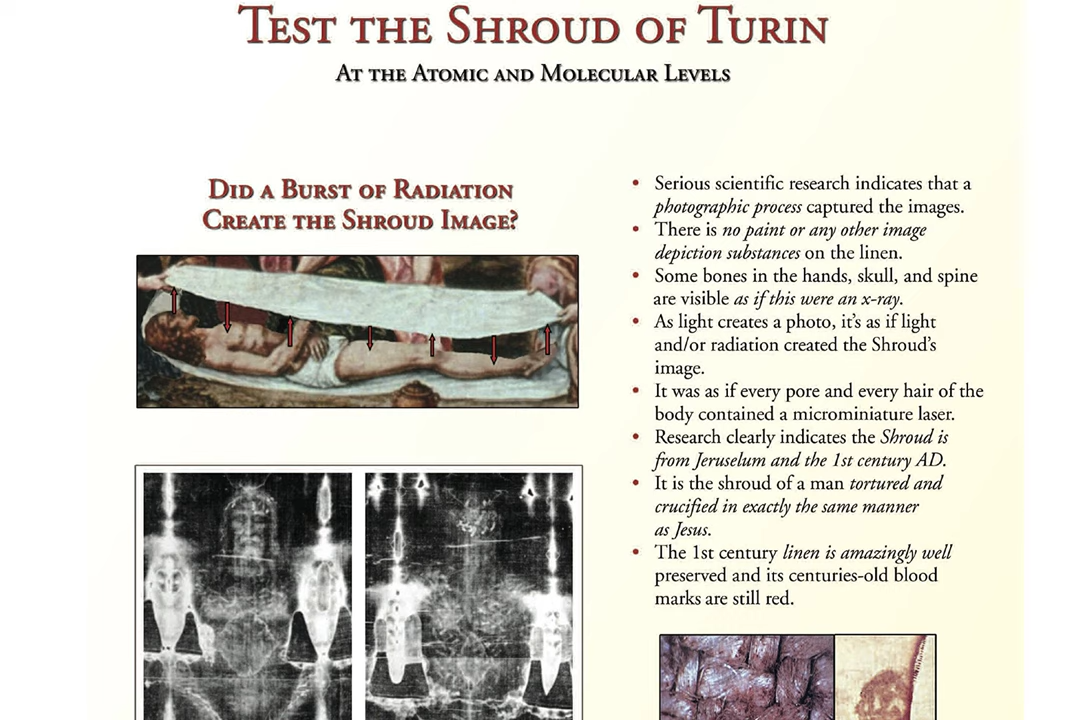 TEST THE SHROUD OF TURIN
AT THE ATOMIC AND MOLECULAR LEVELS
DID A BURST OF RADIATION
CREATE THE SHROUD IMAGE?
• Serious scientific research indicates that a
photographic process captured the images.
• There is no paint or any other image
depiction substances on the linen.
• Some bones in the hands, skull, and spine
are visible as if this were an x-ray.
• As light creates a photo, it's as if light
and/or radiation created the Shroud's
image.
• It was as if every pore and every hair of the
body contained a microminiature laser.
• Research clearly indicates the Shroud is
from Jeruselum and the 1st century AD.
• It is the shroud of a man tortured and
crucified in exactly the same manner
as Jesus.
• The 1st century linen is amazingly well
preserved and its centuries-old blood
marks are still red.